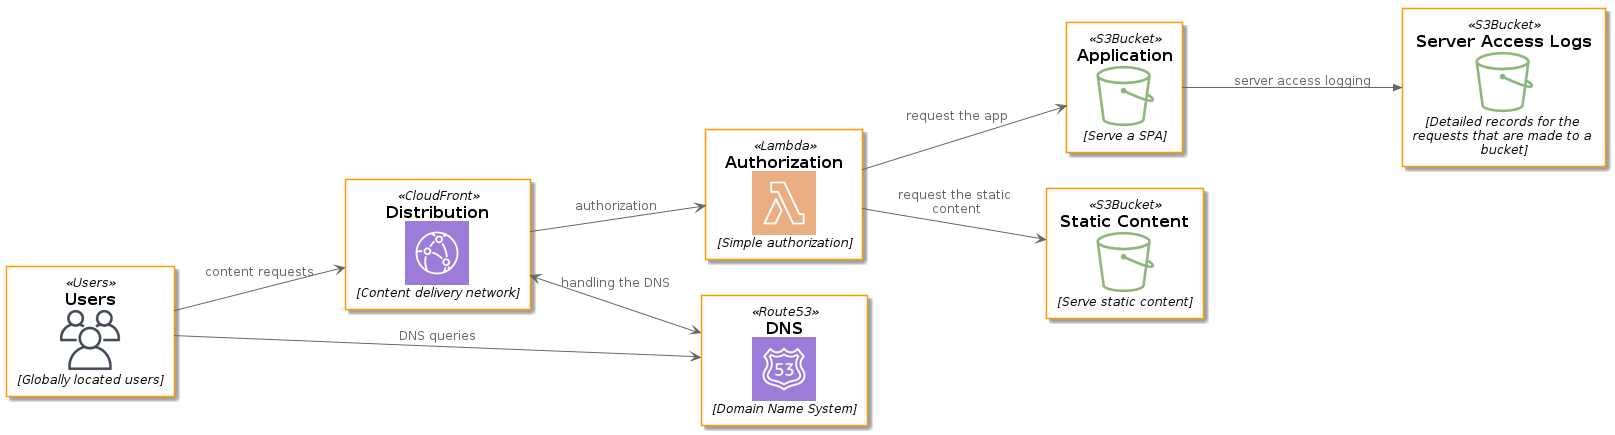 «Users»
Users
[Globally located users]
content requests
DNS queries
«CloudFront»
Distribution
[Content delivery network]
authorization
handling the DNS
«Lambda»
Authorization
[Simple authorization]
«Route53»
DNS
53
[Domain Name System]
request the app
request the static
content
«S3Bucket»
Application
[Serve a SPA]
«S3Bucket»
Static Content
[Serve static content]
server access logging
«S3Bucket»
Server Access Logs
[Detailed records for the
requests that are made to a
bucket]